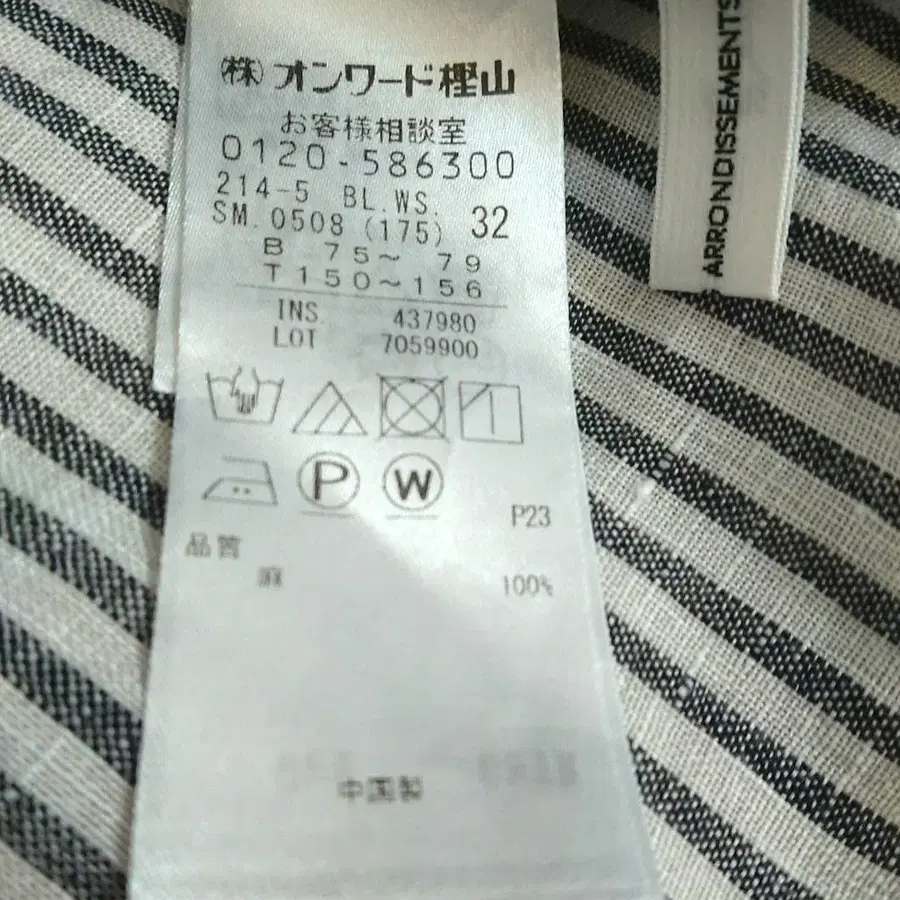 (株)オンワード樫山
お客様相談室
0120-586300
214-5 BL.WS. 32
SM.0508 (175)
B 75～ 79
T150～156
INS. 437980
LOT 7059900
P
W
P23
品質
麻 100%
中国製
ARRONDISSEMENTS